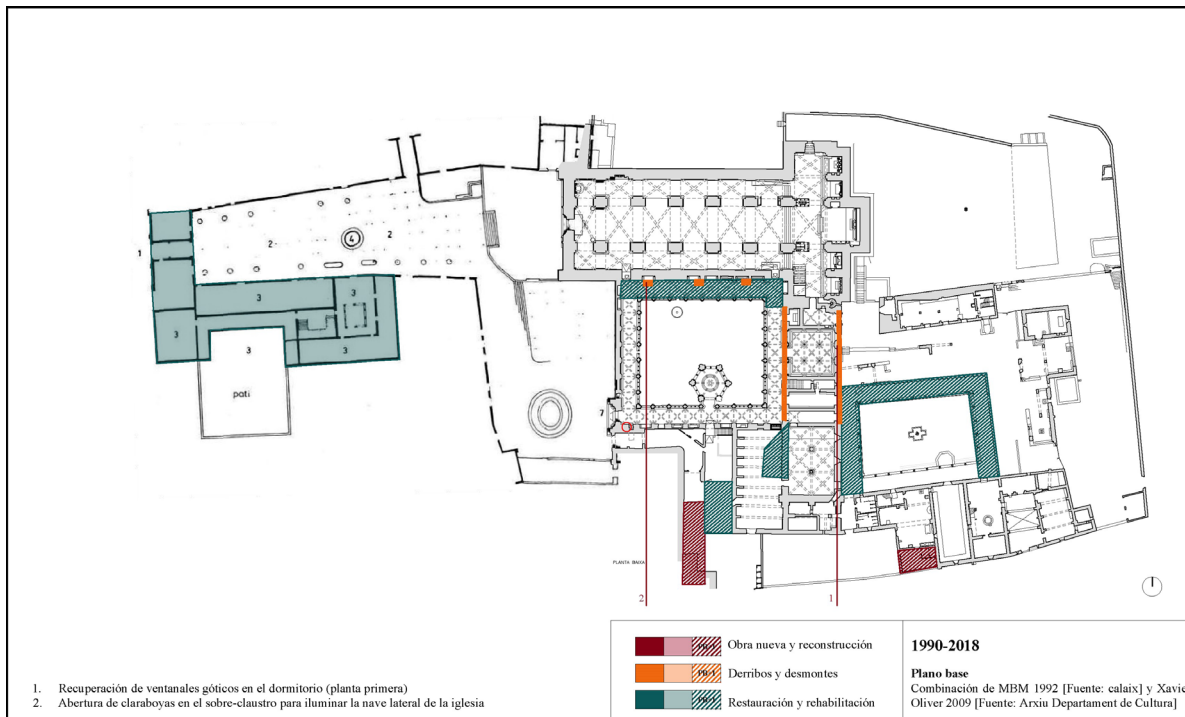 1
2
4
2
3
3
3
3
3
pati
7
PLANTA BAIXA
2
1
1. Recuperación de ventanales góticos en el dormitorio (planta primera)
2. Abertura de claraboyas en el sobre-claustro para iluminar la nave lateral de la iglesia
Obra nueva y reconstrucción
Derribos y desmontes
Restauración y rehabilitación
1990-2018
Plano base
Combinación de MBM 1992 [Fuente: calaix] y Xavie
Oliver 2009 [Fuente: Arxiu Departament de Cultura]